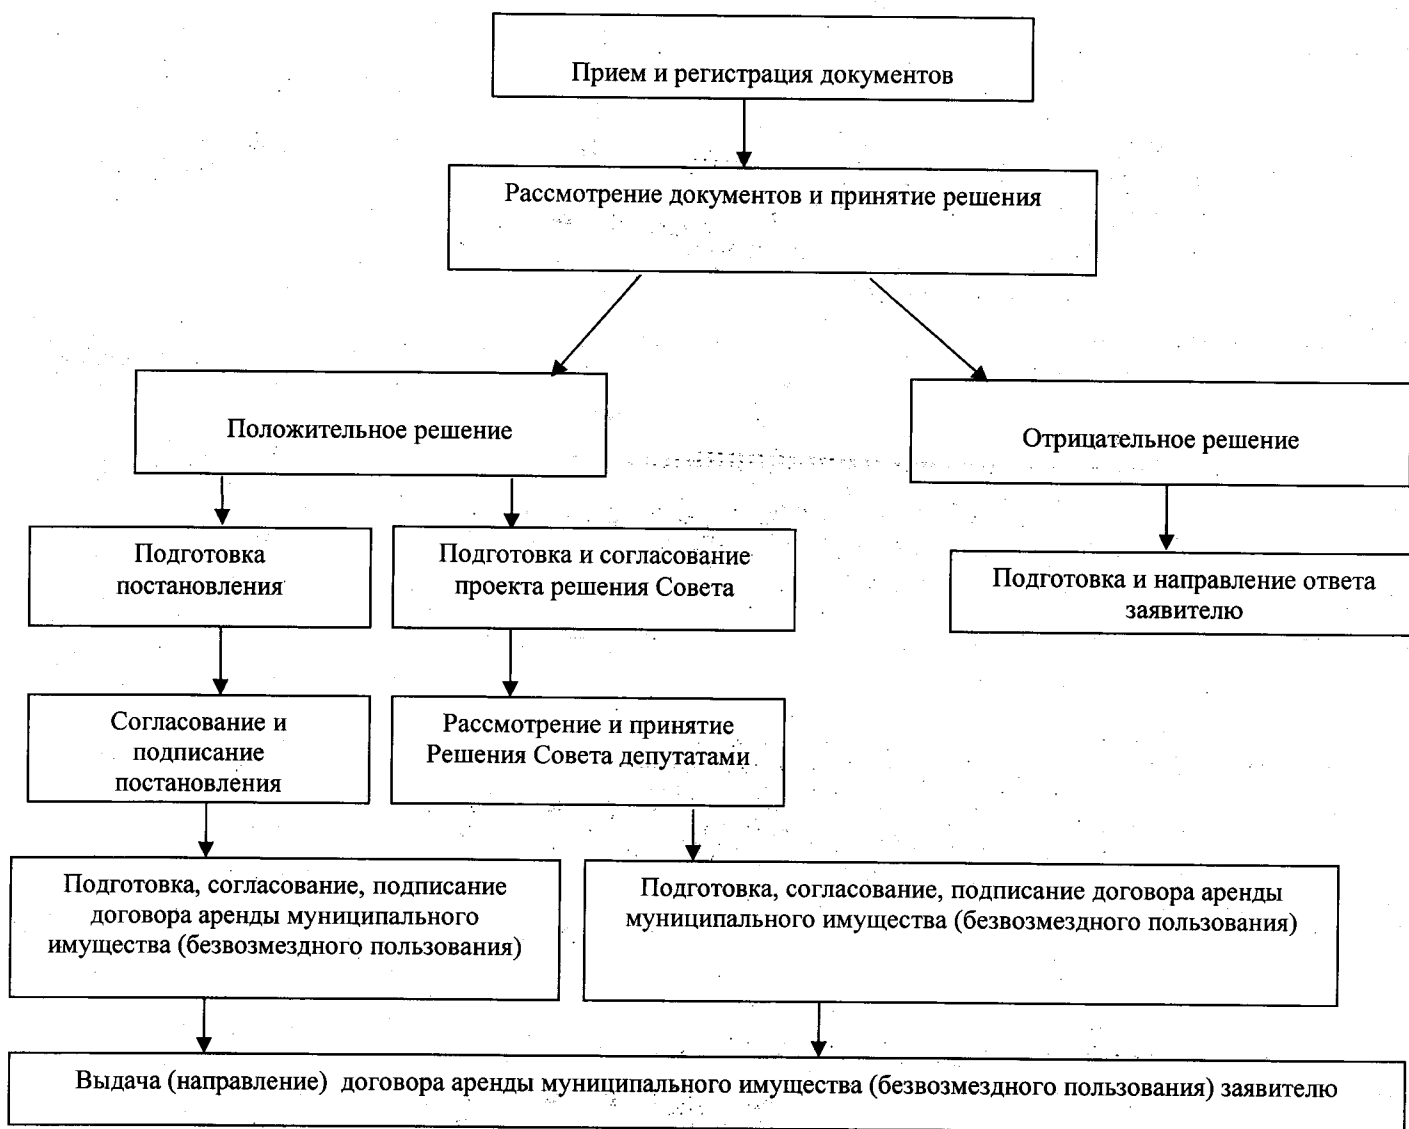 Прием и регистрация документов
Рассмотрение документов и принятие решения
Положительное решение
Отрицательное решение
Подготовка
постановления
Подготовка и согласование
проекта решения Совета
Подготовка и направление ответа
заявителю
Согласование и
подписание
постановления
Рассмотрение и принятие
Решения Совета депутатами
Подготовка, согласование, подписание
договора аренды муниципального
имущества (безвозмездного пользования)
Подготовка, согласование, подписание договора аренды
муниципального имущества (безвозмездного пользования)
Выдача (направление) договора аренды муниципального имущества (безвозмездного пользования) заявителю